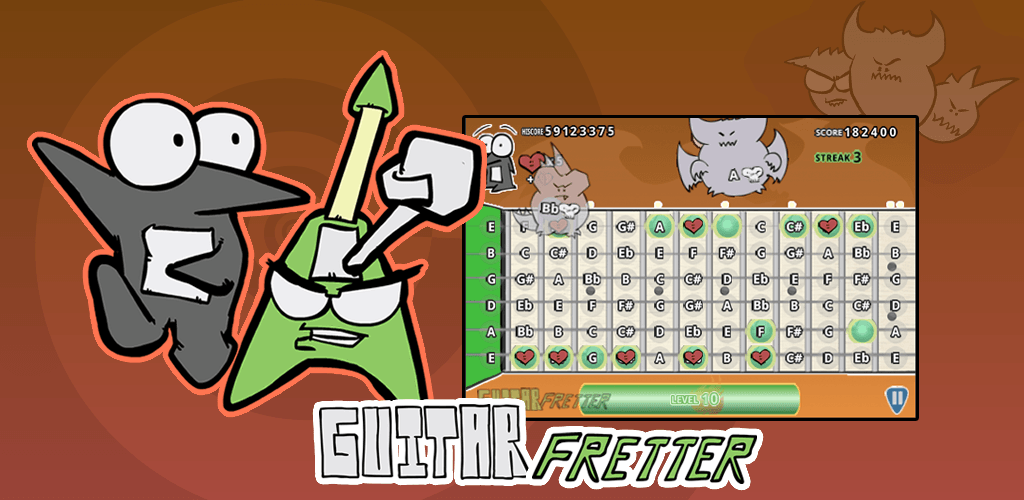 HISCORE 59123375
SCORE 182400
STREAK 3
A
Bb
E F G G# A C C# Eb E
B C C# D Eb E F F# G G# A Bb B
G G# A Bb B C C# D Eb E F F# G
D Eb E F F# G G# A Bb B C C# D
A Bb B C C# D Eb E F F# G A
E G A B C# D Eb E
GUITAR FRETTER
LEVEL 10
GUITAR FRETTER